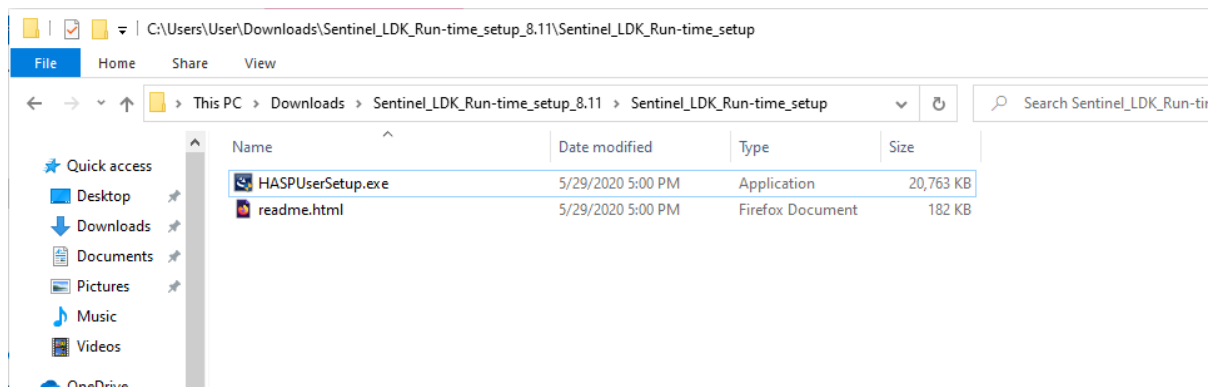 C:\Users\User\Downloads\Sentinel_LDK_Run-time_setup_8.11\Sentinel_LDK_Run-time_setup
File Home Share View
This PC > Downloads > Sentinel_LDK_Run-time_setup_8.11 > Sentinel_LDK_Run-time_setup
Search Sentinel_LDK_Run-tir
Name Date modified Type Size
Quick access
HASPUserSetup.exe 5/29/2020 5:00 PM Application 20,763 KB
Desktop
readme.html 5/29/2020 5:00 PM Firefox Document 182 KB
Downloads
Documents
Pictures
Music
Videos
OneDrive